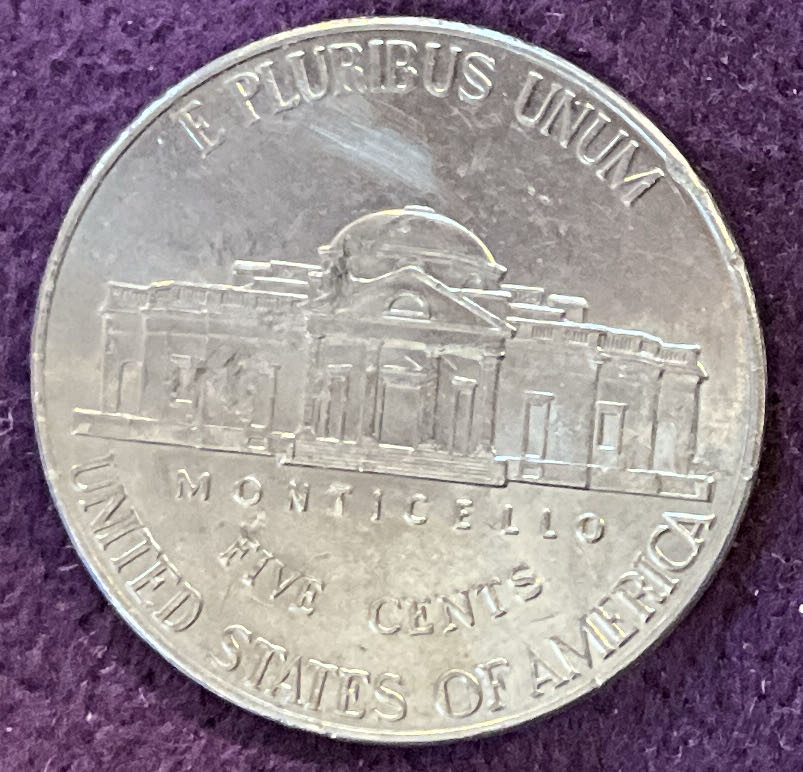 E PLURIBUS UNUM
MONTICELLO
FIVE CENTS
UNITED STATES OF AMERICA